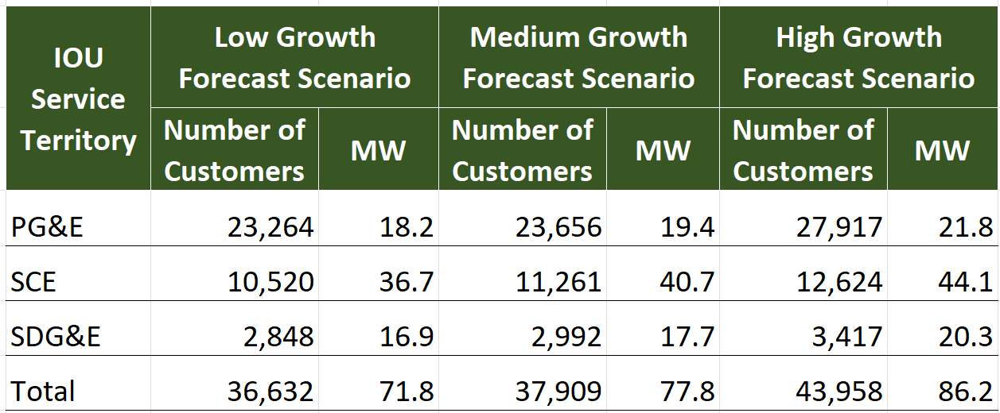 IOU
Service
Territory
Low Growth
Forecast Scenario
Medium Growth
Forecast Scenario
High Growth
Forecast Scenario
Number of
Customers
MW
Number of
Customers
MW
Number of
Customers
MW
PG&E 23,264 18.2 23,656 19.4 27,917 21.8
SCE 10,520 36.7 11,261 40.7 12,624 44.1
SDG&E 2,848 16.9 2,992 17.7 3,417 20.3
Total 36,632 71.8 37,909 77.8 43,958 86.2